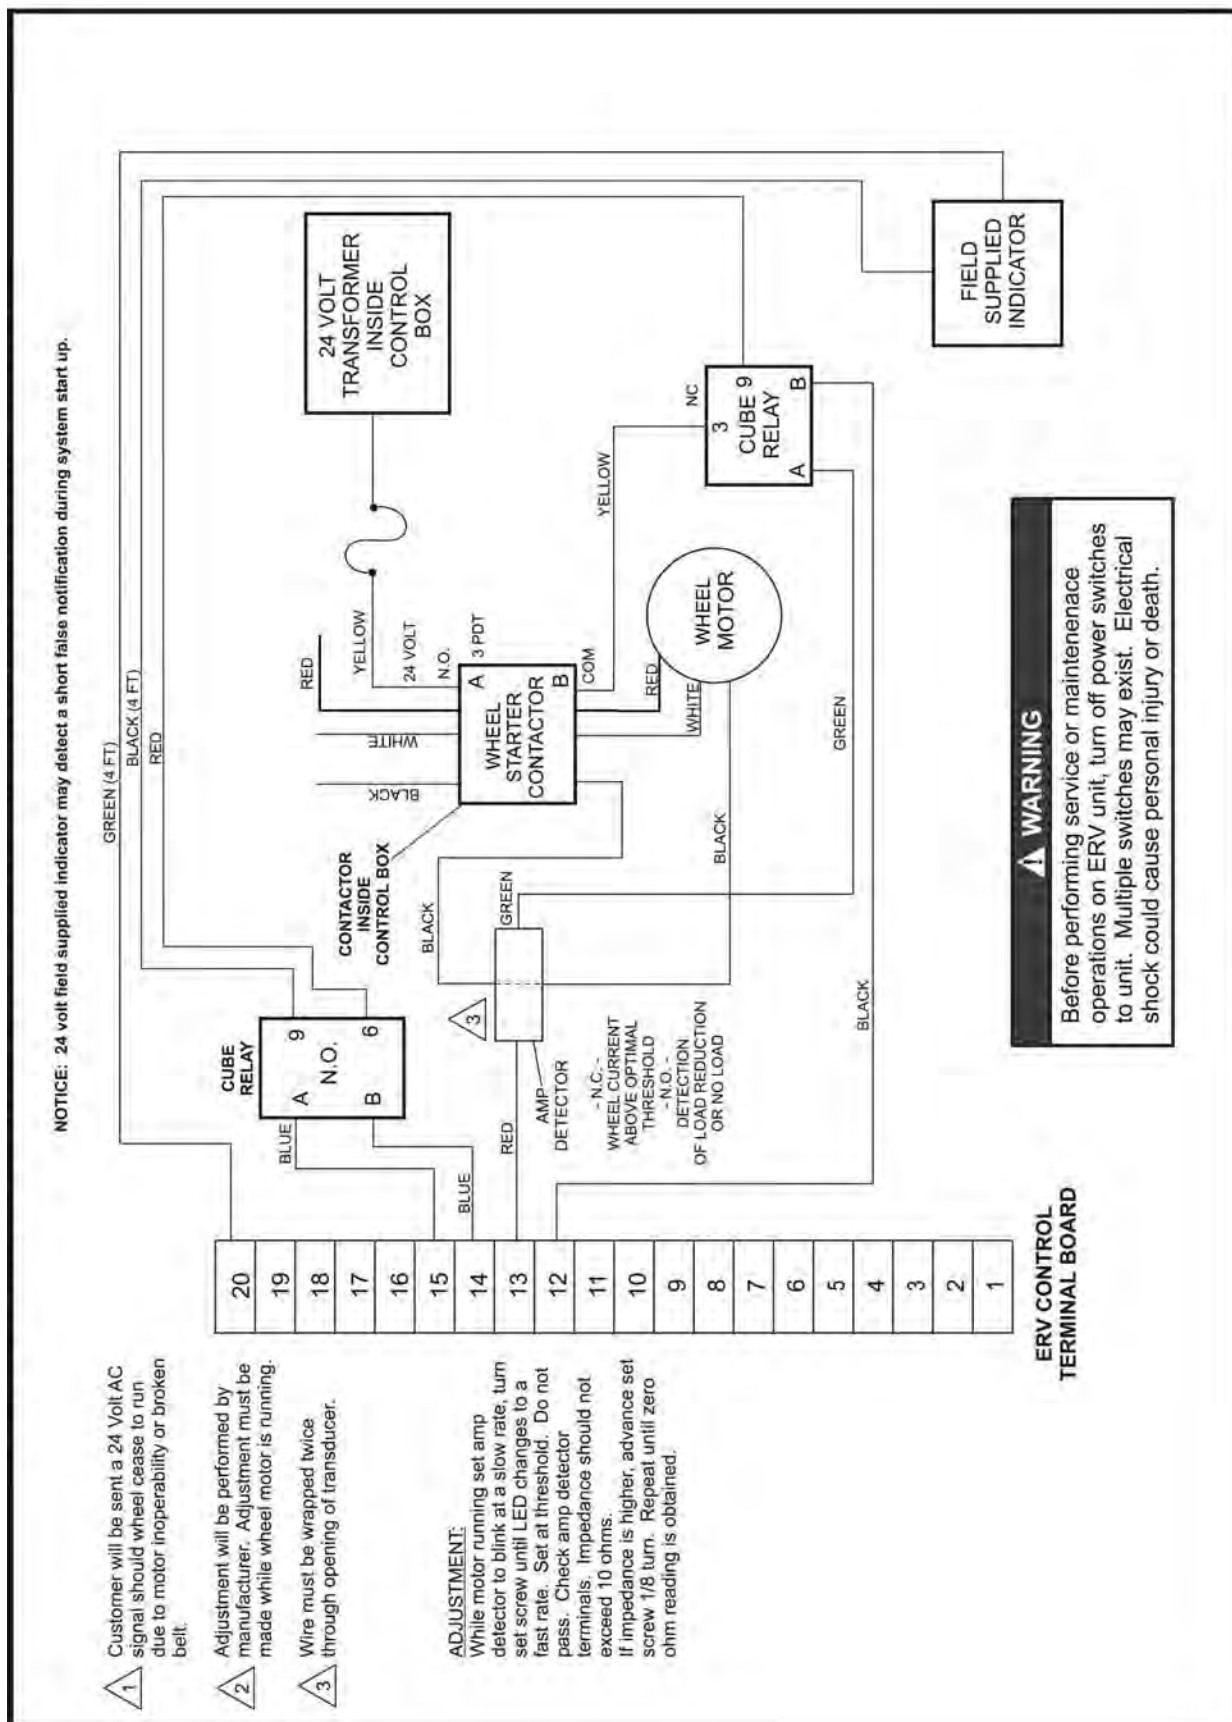 NOTICE: 24 volt field supplied indicator may detect a short false notification during system start up.
GREEN (4 FT)
BLACK (4 FT)
RED
24 VOLT
TRANSFORMER
INSIDE
CONTROL
BOX
RED
YELLOW
24 VOLT
WHITE
BLACK
N.O.
3 PDT
A
WHEEL
STARTER
CONTACTOR
B
COM
CONTACTOR
INSIDE
CONTROL BOX
CUBE
RELAY
A
9
N.O.
B
6
BLUE
BLUE
BLACK
RED
GREEN
3
AMP
DETECTOR
- N.C. -
WHEEL CURRENT
ABOVE OPTIMAL
THRESHOLD
- N.O. -
DETECTION
OF LOAD REDUCTION
OR NO LOAD
RED
WHITE
BLACK
WHEEL
MOTOR
YELLOW
NC
3
CUBE 9
RELAY
A
B
GREEN
BLACK
FIELD
SUPPLIED
INDICATOR
20
19
18
17
16
15
14
13
12
11
10
9
8
7
6
5
4
3
2
1
ERV CONTROL
TERMINAL BOARD
WARNING
Before performing service or maintenenace
operations on ERV unit, turn off power switches
to unit. Multiple switches may exist. Electrical
shock could cause personal injury or death.
1
Customer will be sent a 24 Volt AC
signal should wheel cease to run
due to motor inoperability or broken
belt.
2
Adjustment will be performed by
manufacturer. Adjustment must be
made while wheel motor is running.
3
Wire must be wrapped twice
through opening of transducer.
ADJUSTMENT:
While motor running set amp
detector to blink at a slow rate, turn
set screw until LED changes to a
fast rate. Set at threshold. Do not
pass. Check amp detector
terminals. Impedance should not
exceed 10 ohms.
If impedance is higher, advance set
screw 1/8 turn. Repeat until zero
ohm reading is obtained.